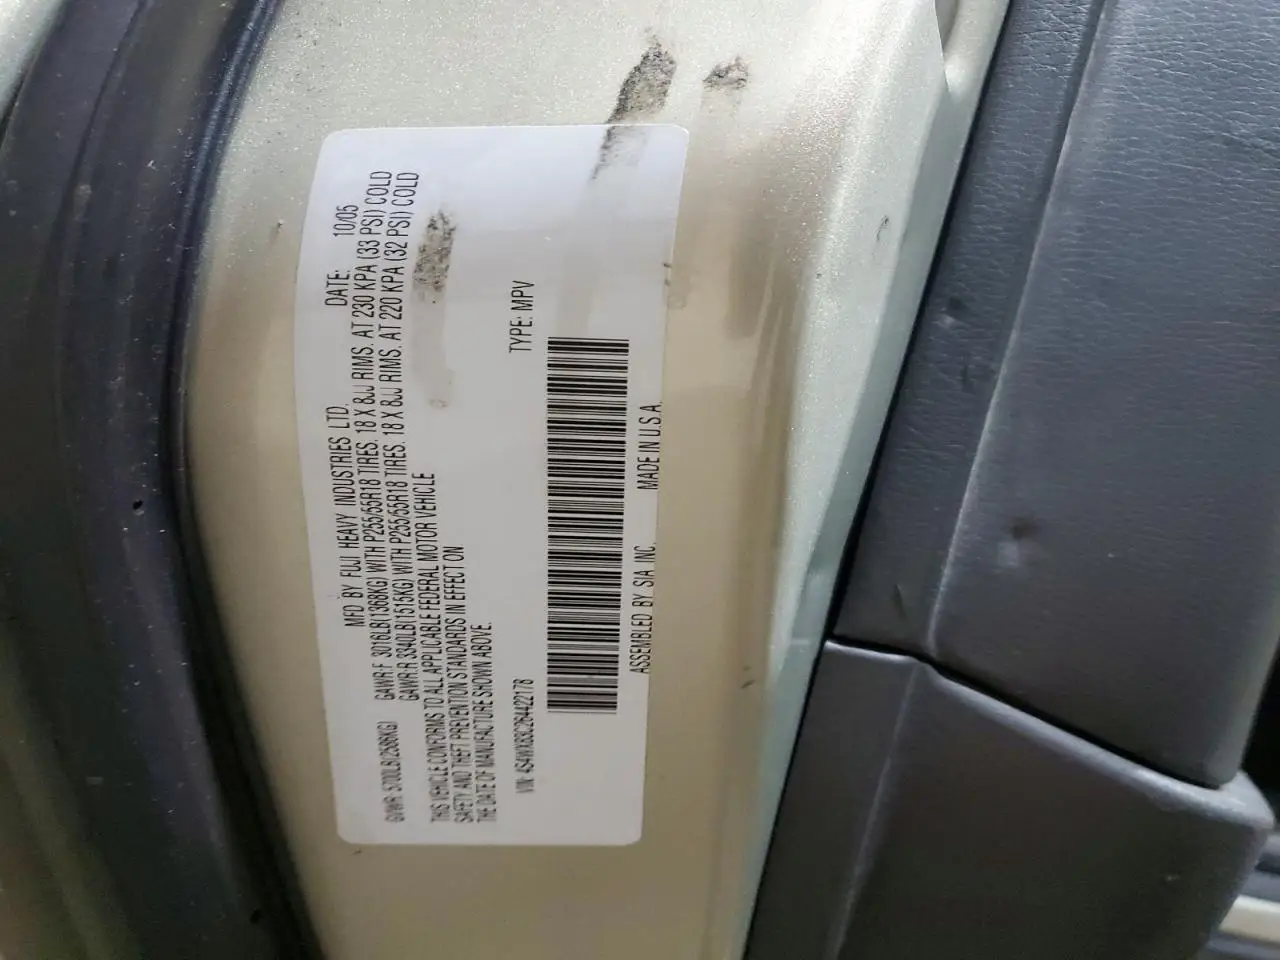 MFD BY FUJI HEAVY INDUSTRIES LTD. DATE: 10/05
GVWR: 5700LB(2586KG) GAWR:F 3016LB(1368KG) WITH P255/55R18 TIRES. 18 X 8JJ RIMS. AT 230 KPA (33 PSI) COLD
GAWR:R 3340LB(1515KG) WITH P255/55R18 TIRES. 18 X 8JJ RIMS. AT 220 KPA (32 PSI) COLD
THIS VEHICLE CONFORMS TO ALL APPLICABLE FEDERAL MOTOR VEHICLE
SAFETY AND THEFT PREVENTION STANDARDS IN EFFECT ON
THE DATE OF MANUFACTURE SHOWN ABOVE.
VIN: 4S4WX83C264422178 TYPE: MPV
ASSEMBLED BY SIA INC. MADE IN U.S.A.